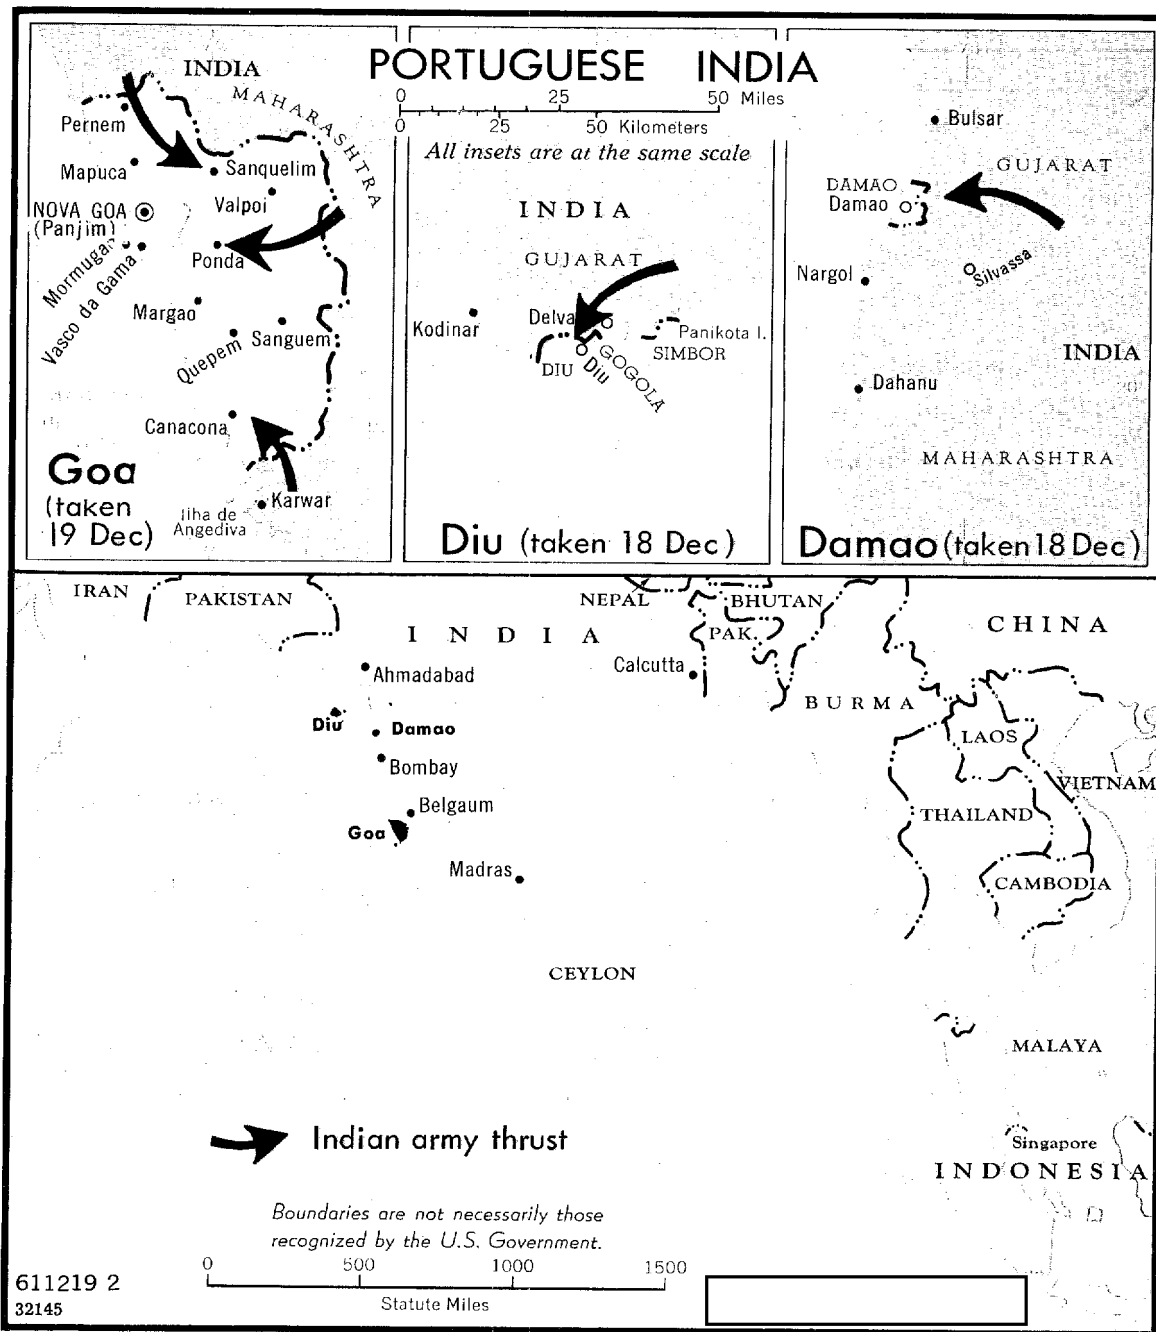 PORTUGUESE INDIA
0 25 50 Miles
0 25 50 Kilometers
All insets are at the same scale
INDIA
MAHARASHTRA
Pernem
Mapuca
Sanquelim
Valpoi
NOVA GOA
(Panjim)
Mormugao
Vasco da Gama
Ponda
Margao
Quepem
Sanguem
Canacona
Karwar
Ilha de
Angediva
Goa
(taken
19 Dec)
INDIA
GUJARAT
Kodinar
Delva
Panikota I.
SIMBOR
DIU
Diu
GOGOLA
Diu (taken 18 Dec)
Bulsar
GUJARAT
DAMAO
Damao
Silvassa
Nargol
INDIA
Dahanu
MAHARASHTRA
Damao (taken 18 Dec)
IRAN
PAKISTAN
NEPAL
BHUTAN
PAK.
INDIA
CHINA
Ahmadabad
Calcutta
BURMA
Diu
Damao
LAOS
Bombay
VIETNAM
Belgaum
THAILAND
Goa
Madras
CAMBODIA
CEYLON
MALAYA
Indian army thrust
Singapore
INDONESIA
Boundaries are not necessarily those
recognized by the U.S. Government.
0 500 1000 1500
Statute Miles
611219 2
32145